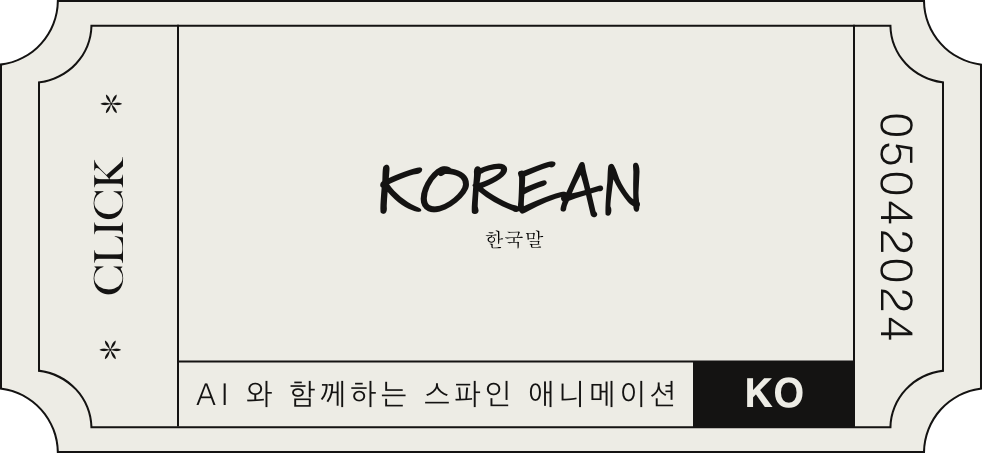 * CLICK *
KOREAN
한국말
AI 와 함께하는 스파인 애니메이션
KO
05042024